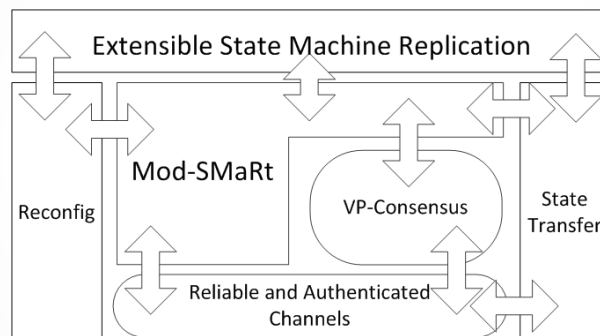 Extensible State Machine Replication
Mod-SMaRt
Reconfig
VP-Consensus
State
Transfer
Reliable and Authenticated
Channels